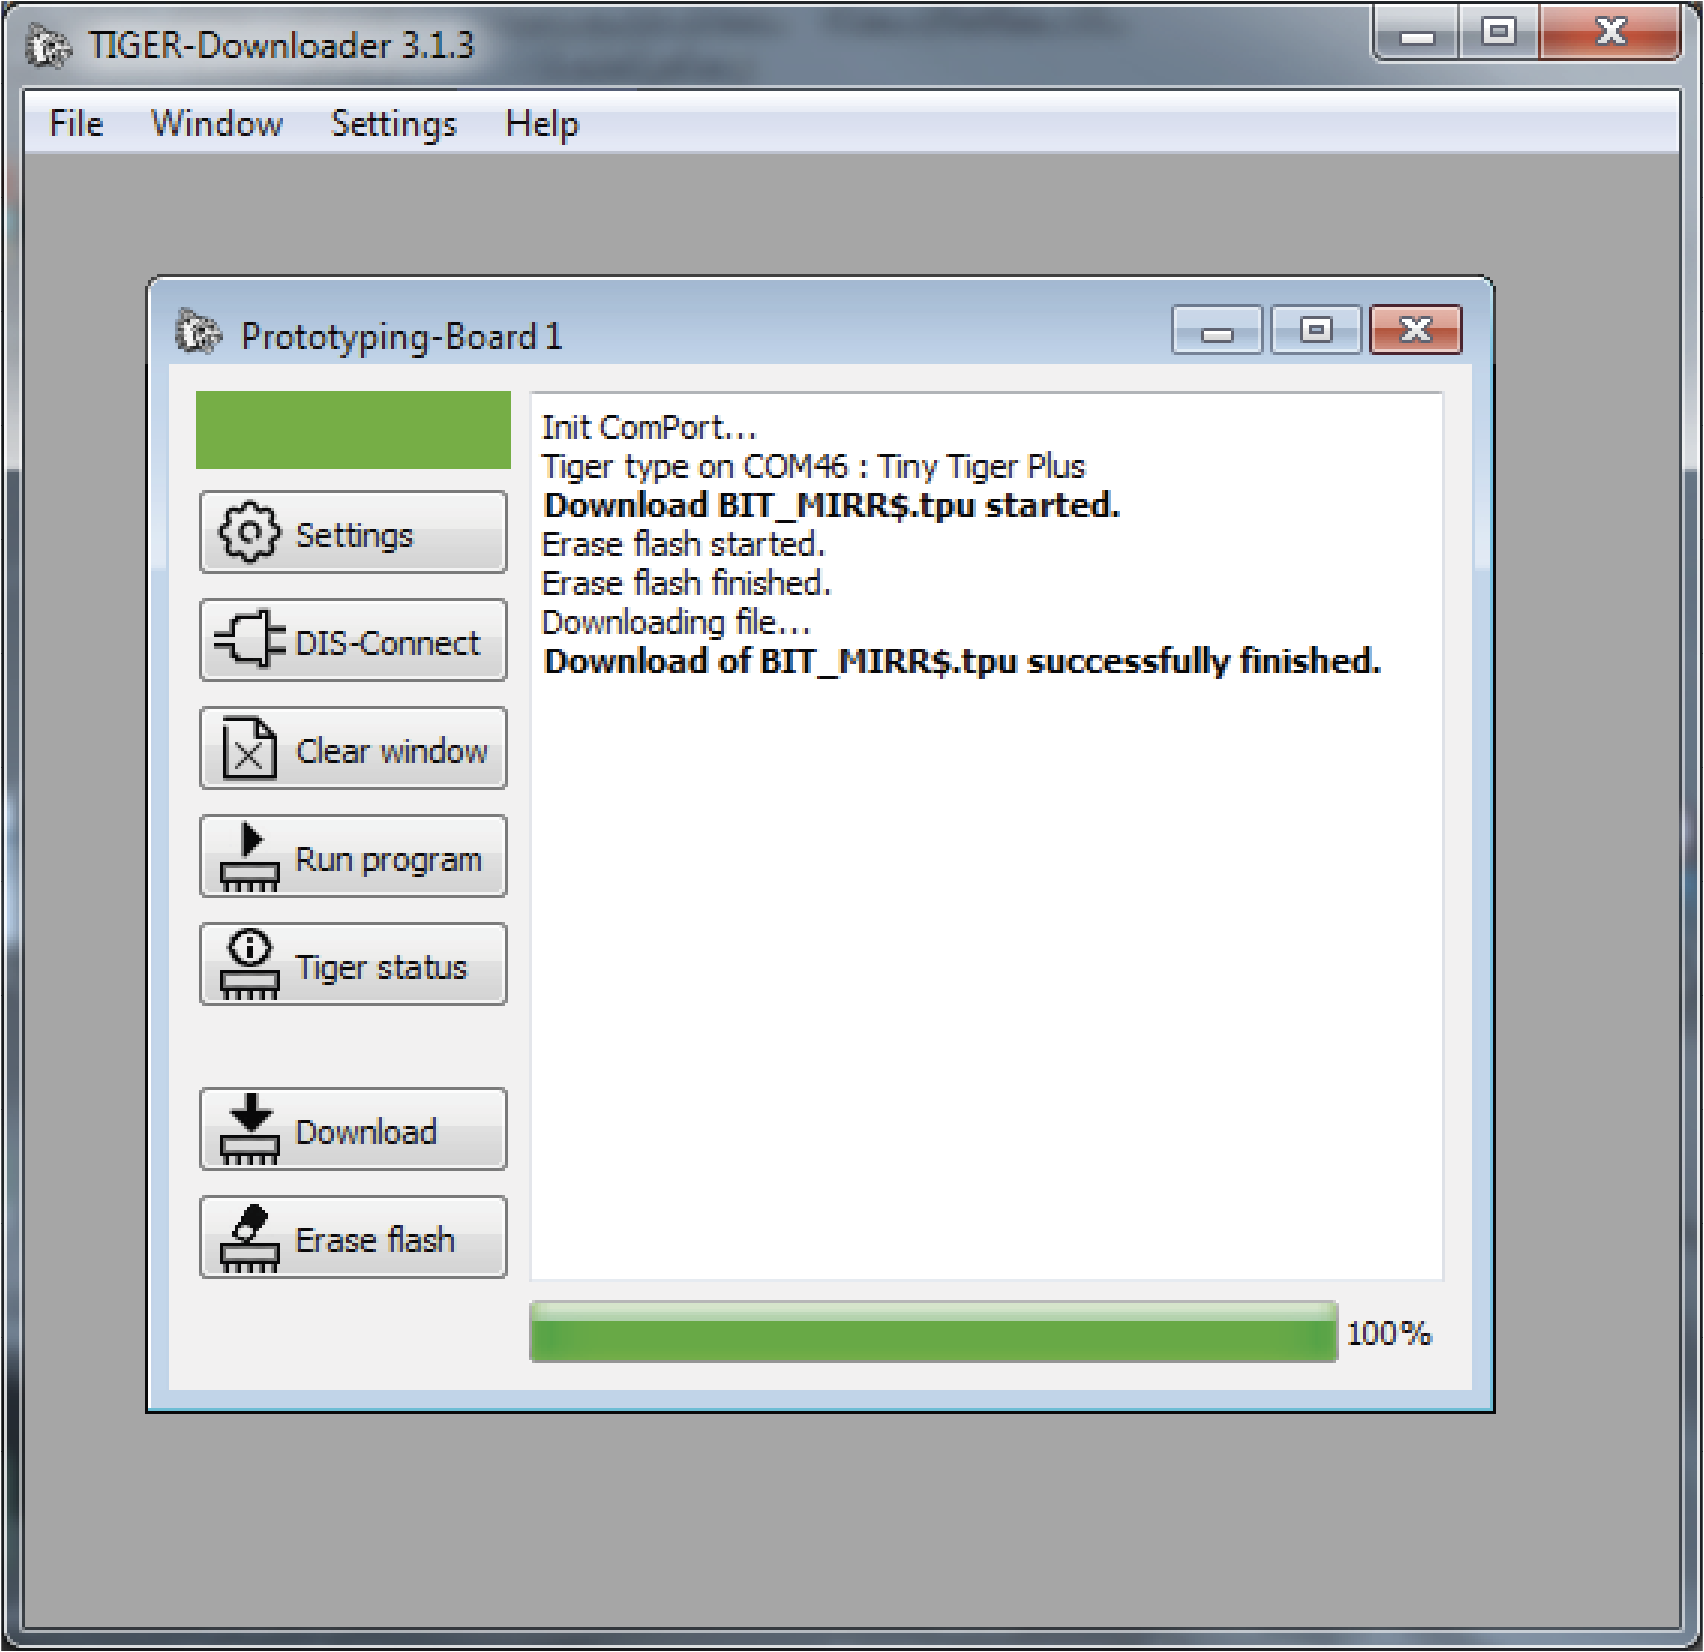 TIGER-Downloader 3.1.3
File Window Settings Help
Prototyping-Board 1
Settings
DIS-Connect
Clear window
Run program
Tiger status
Download
Erase flash
Init ComPort...
Tiger type on COM46 : Tiny Tiger Plus
Download BIT_MIRR$.tpu started.
Erase flash started.
Erase flash finished.
Downloading file...
Download of BIT_MIRR$.tpu successfully finished.
100%